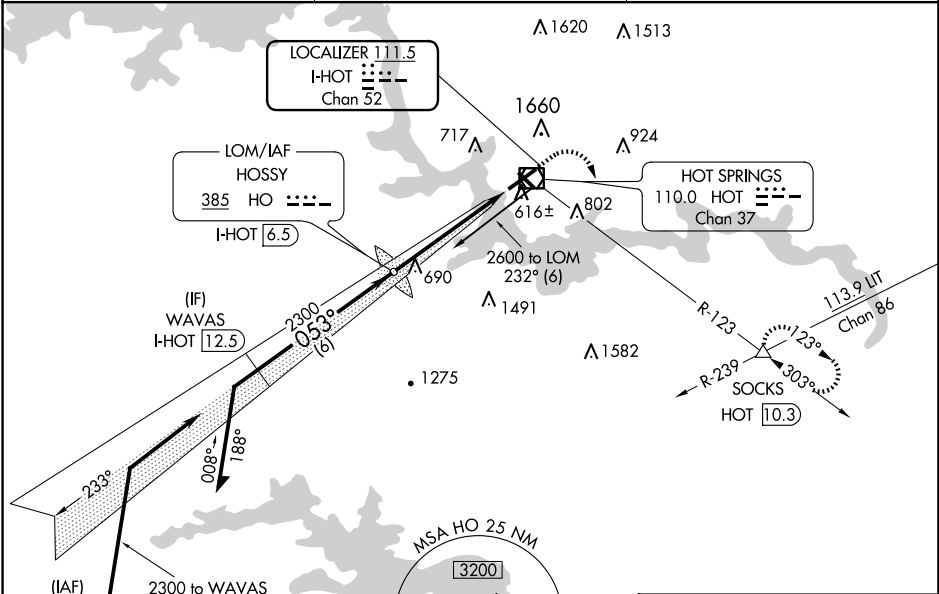 1620
1513
LOCALIZER 111.5
I-HOT
Chan 52
1660
717
924
LOM/IAF
HOSSY
385 HO
I-HOT 6.5
HOT SPRINGS
110.0 HOT
Chan 37
616±
802
2600 to LOM
232° (6)
690
1491
(IF)
WAVAS
I-HOT 12.5
2300
053°
(6)
113.9 LIT
Chan 86
R-123
123°
1582
R-239
303°
SOCKS
HOT 10.3
1275
008°
188°
233°
MSA HO 25 NM
3200
(IAF)
2300 to WAVAS